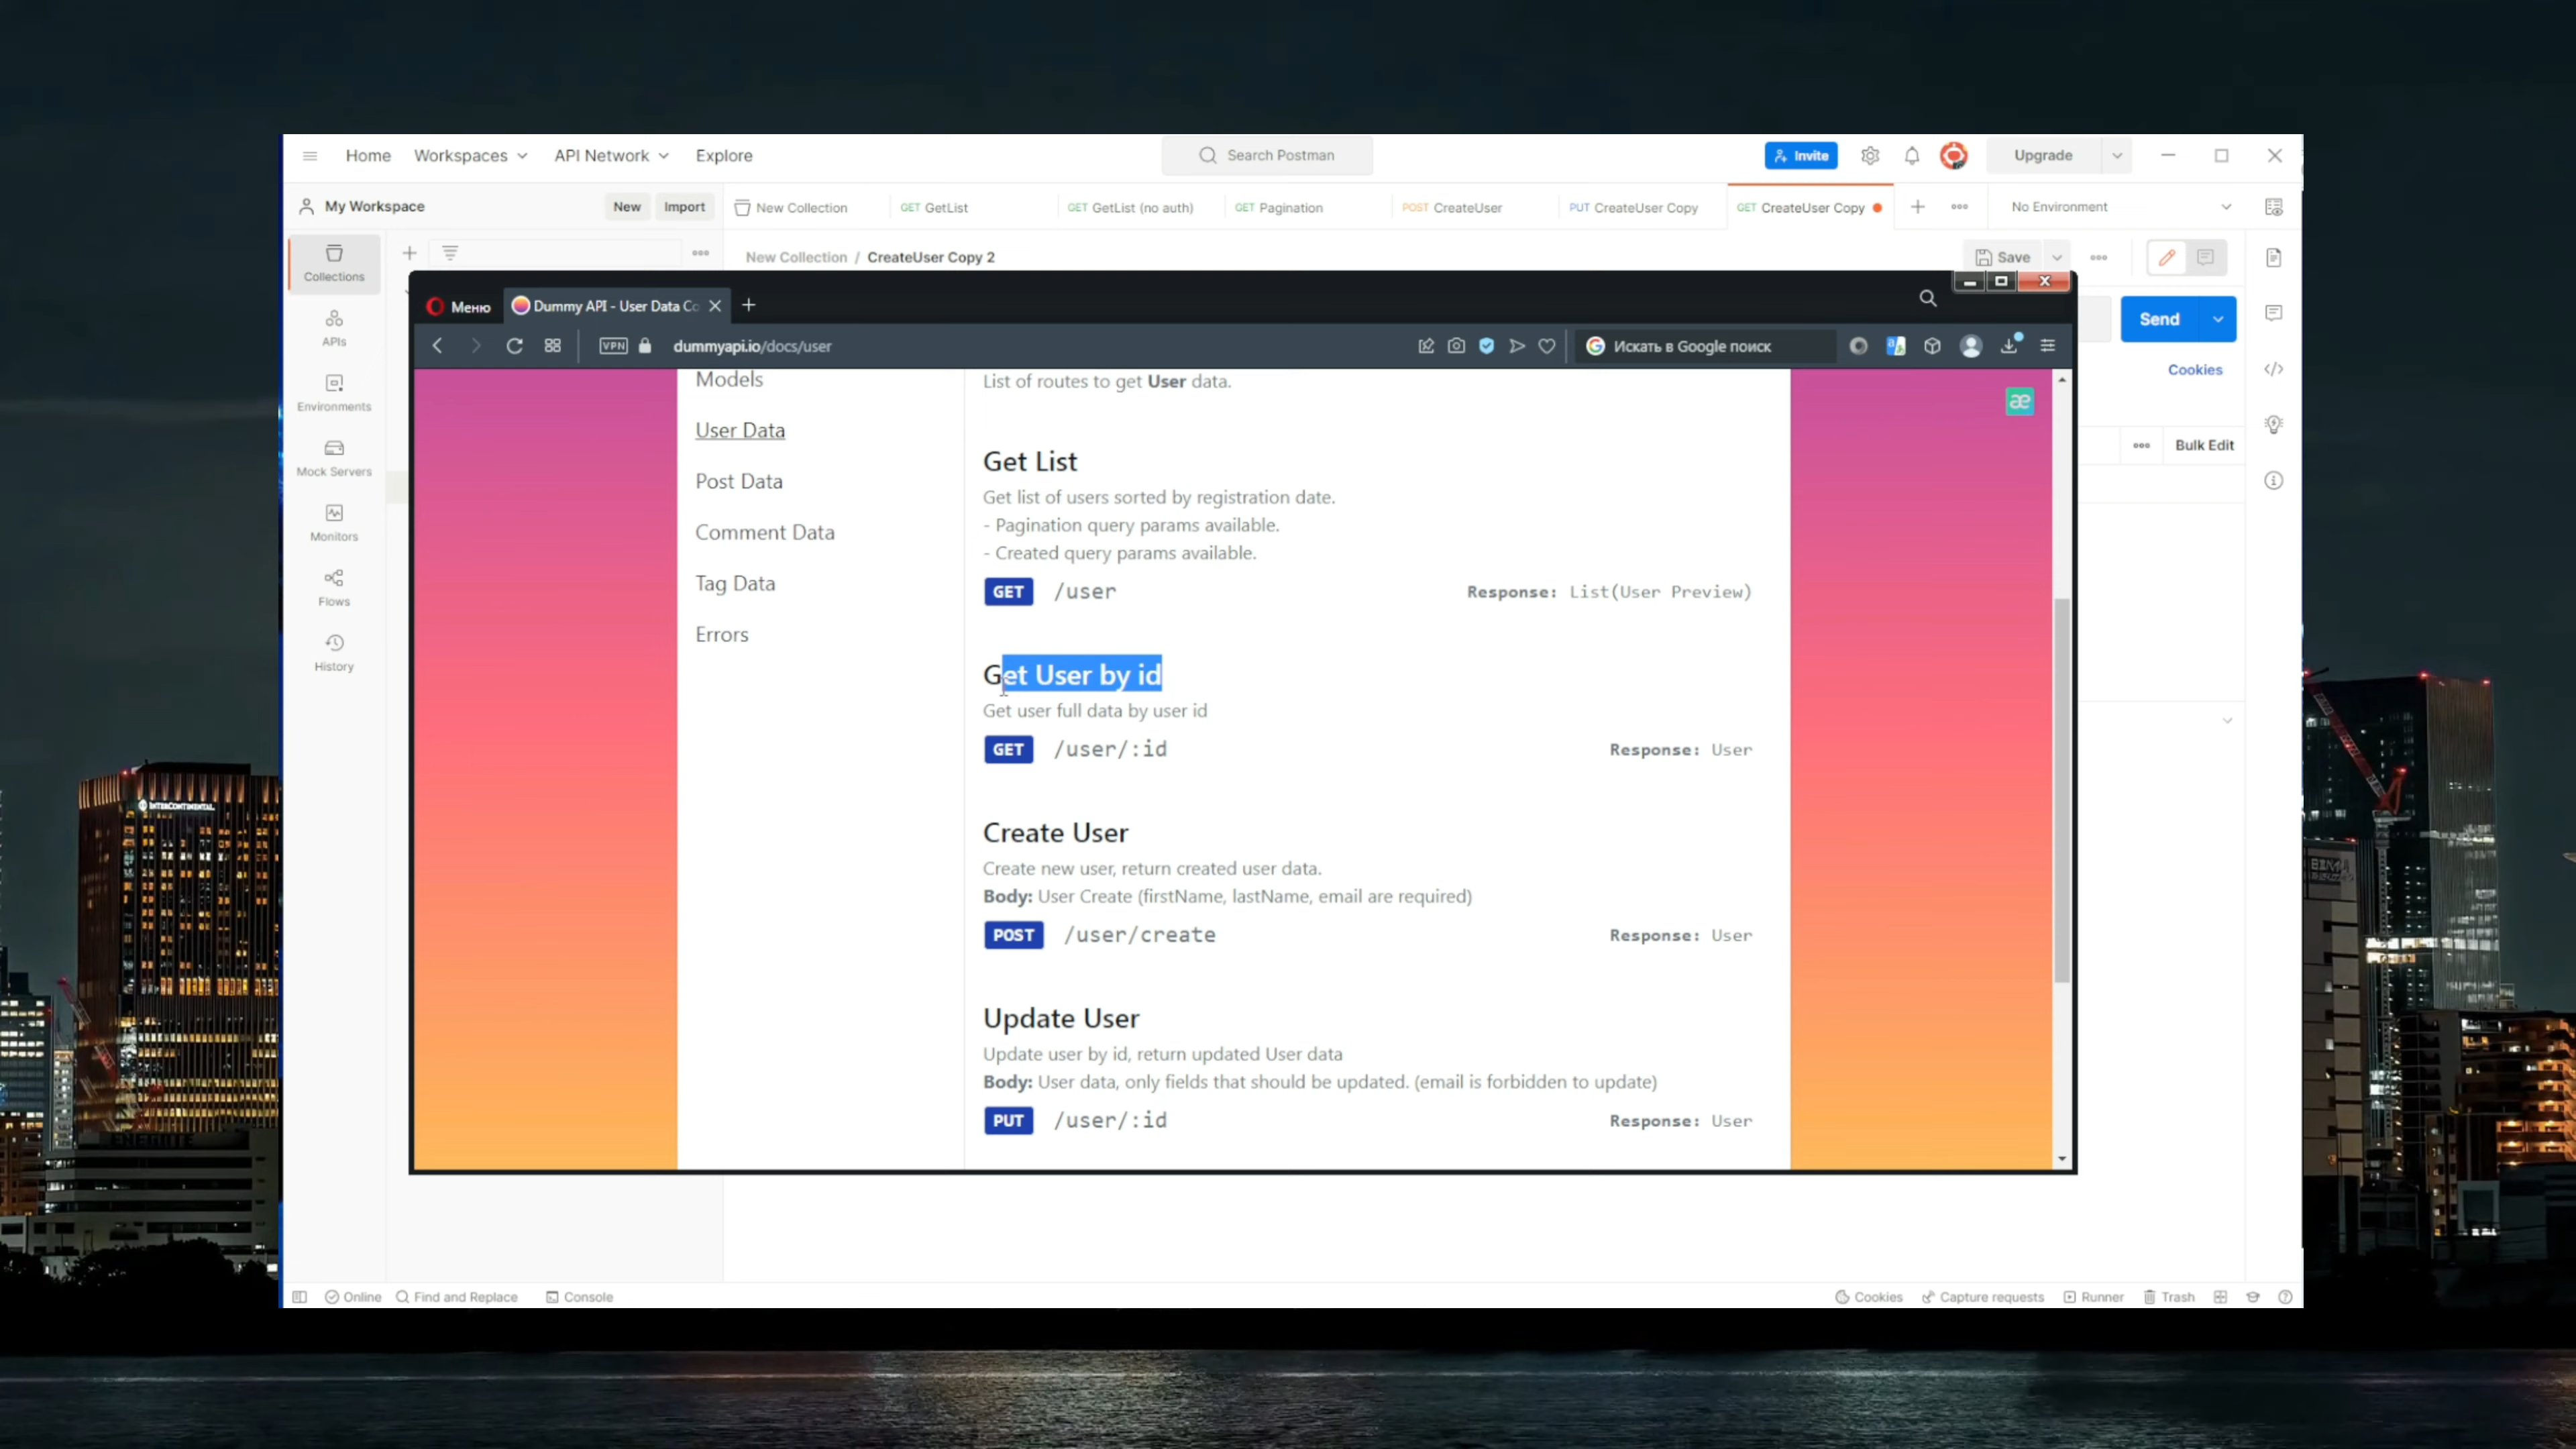 Home Workspaces API Network Explore Search Postman Invite Upgrade
My Workspace New Import New Collection GET GetList GET GetList (no auth) GET Pagination POST CreateUser PUT CreateUser Copy GET CreateUser Copy No Environment
New Collection / CreateUser Copy 2 Save
Collections
APIs
Environments
Mock Servers
Monitors
Flows
History
Send
Cookies
Bulk Edit
Меню Dummy API - User Data Co
VPN dummyapi.io/docs/user Искать в Google поиск
Models
User Data
Post Data
Comment Data
Tag Data
Errors
List of routes to get User data.
Get List
Get list of users sorted by registration date.
- Pagination query params available.
- Created query params available.
GET /user Response: List(User Preview)
Get User by id
Get user full data by user id
GET /user/:id Response: User
Create User
Create new user, return created user data.
Body: User Create (firstName, lastName, email are required)
POST /user/create Response: User
Update User
Update user by id, return updated User data
Body: User data, only fields that should be updated. (email is forbidden to update)
PUT /user/:id Response: User
æ
Online Find and Replace Console Cookies Capture requests Runner Trash
INTERCONTINENTAL